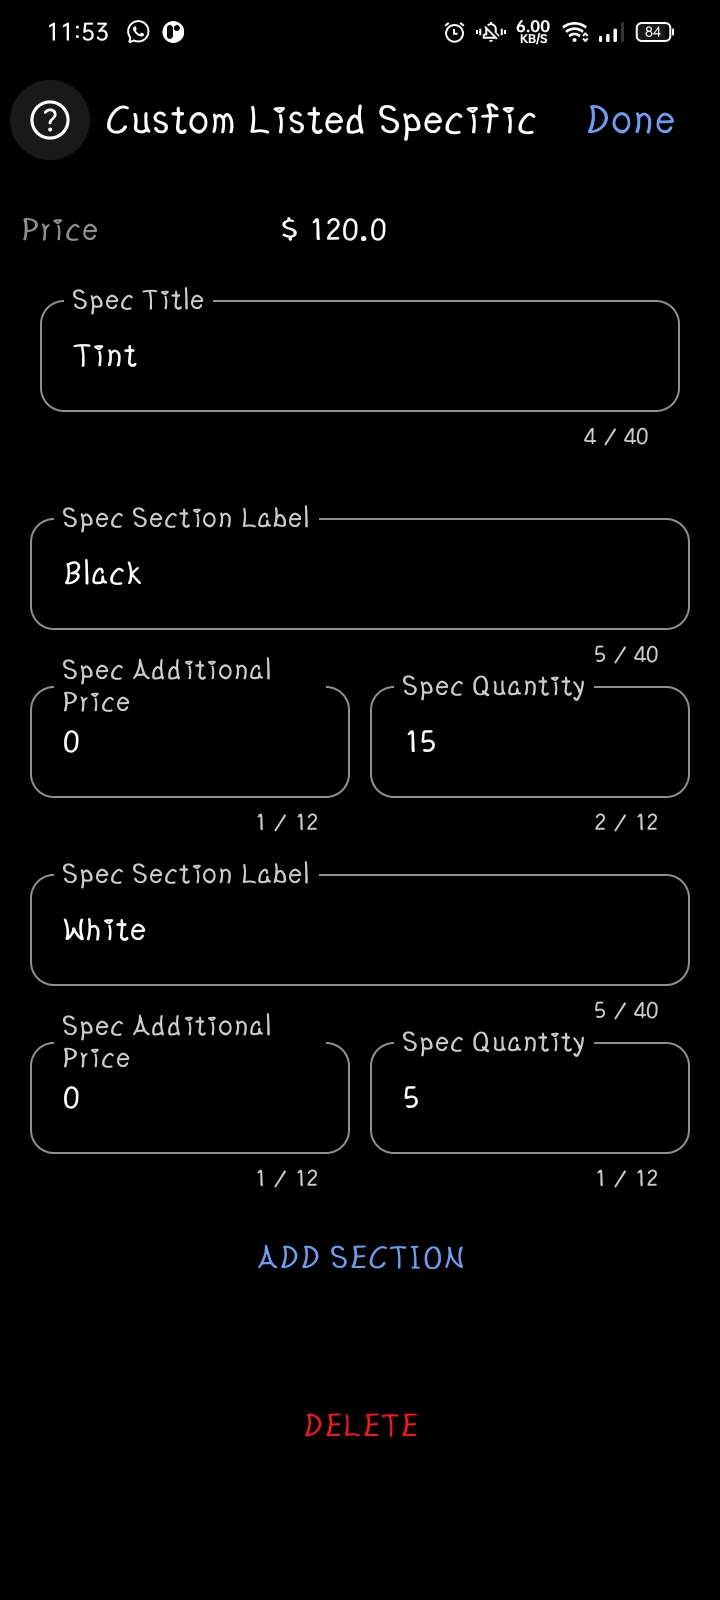 11:53 6.00 KB/S 84
Custom Listed Specific Done
Price $ 120.0
Spec Title
Tint
4 / 40
Spec Section Label
Black
5 / 40
Spec Additional Price
0
1 / 12
Spec Quantity
15
2 / 12
Spec Section Label
White
5 / 40
Spec Additional Price
0
1 / 12
Spec Quantity
5
1 / 12
ADD SECTION
DELETE